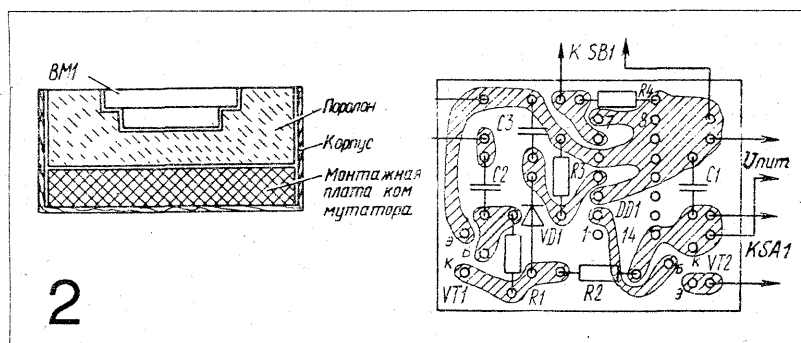 ВМ1
Поролон
Корпус
Монтажная
плата ком
мутатора
2
К SB1
R4
C3
7
8
R3
C2
C1
Uпит
DD1
VD1
1
14
KSA1
э
б
к
VT1
R1
R2
б
к
VT2
э